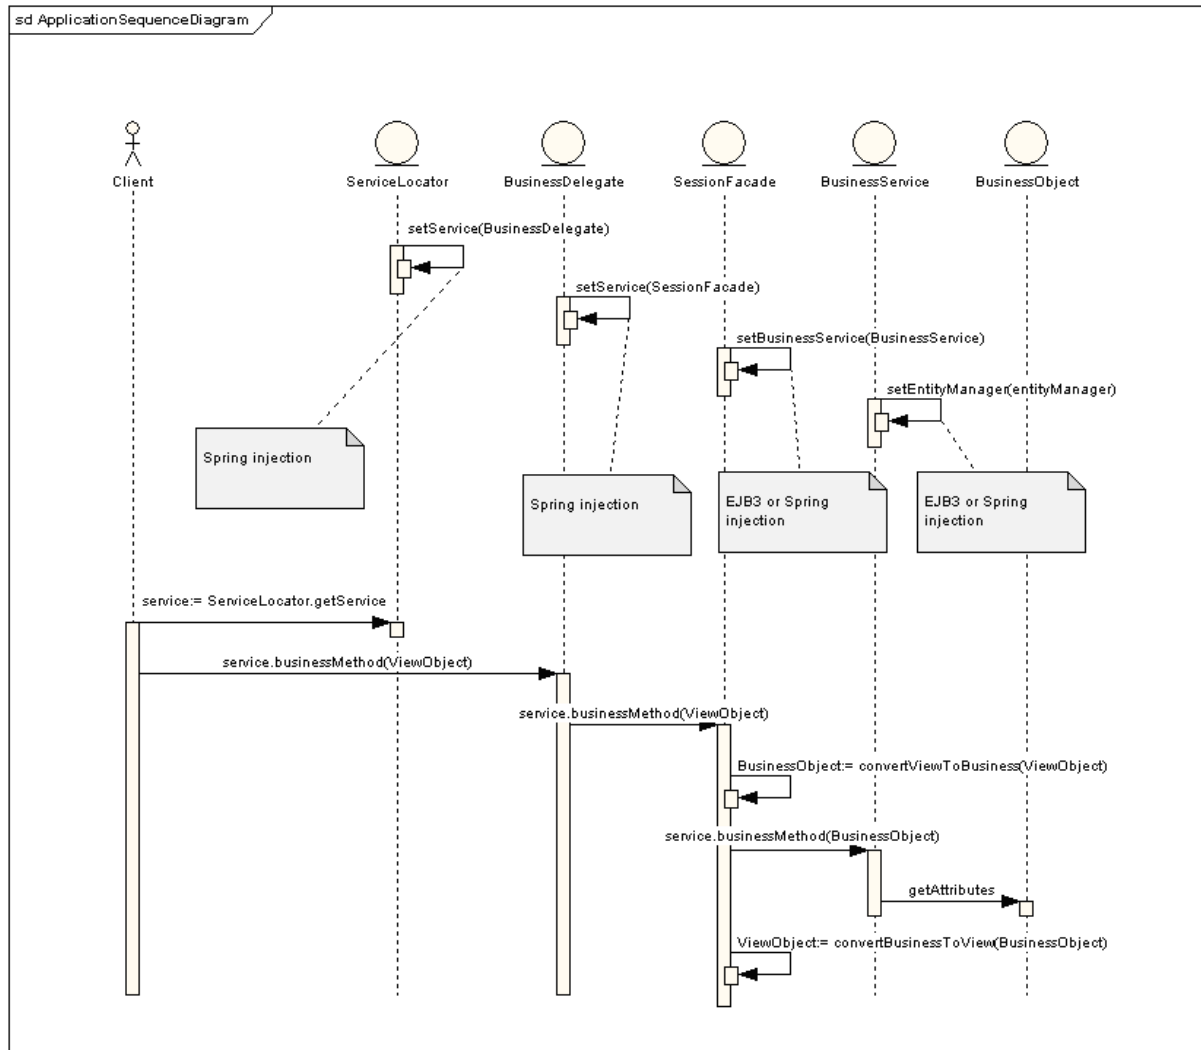 sd ApplicationSequenceDiagram
Client
ServiceLocator
BusinessDelegate
SessionFacade
BusinessService
BusinessObject
setService(BusinessDelegate)
setService(SessionFacade)
setBusinessService(BusinessService)
setEntityManager(entityManager)
Spring injection
Spring injection
EJB3 or Spring
injection
EJB3 or Spring
injection
service:= ServiceLocator.getService
service.businessMethod(ViewObject)
service.businessMethod(ViewObject)
BusinessObject:= convertViewToBusiness(ViewObject)
service.businessMethod(BusinessObject)
getAttributes
ViewObject:= convertBusinessToView(BusinessObject)